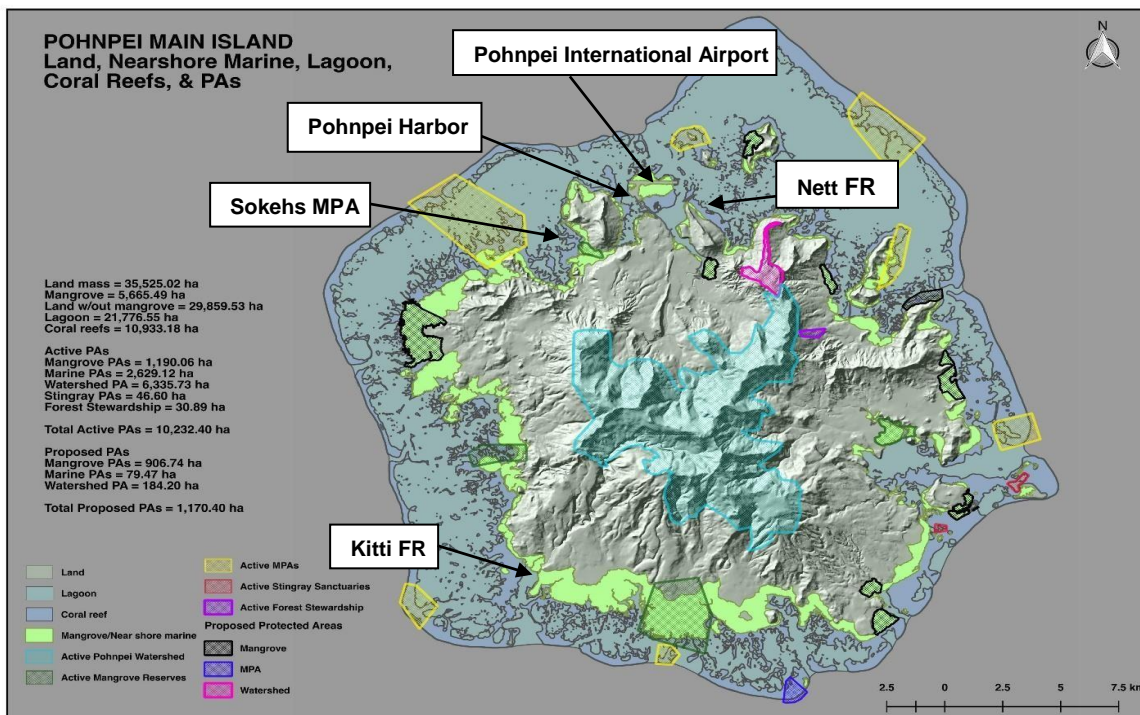 POHNPEI MAIN ISLAND
Land, Nearshore Marine, Lagoon,
Coral Reefs, & PAs
Pohnpei International Airport
N
Pohnpei Harbor
Nett FR
Sokehs MPA
Land mass = 35,525.02 ha
Mangrove = 5,665.49 ha
Land w/out mangrove = 29,859.53 ha
Lagoon = 21,776.55 ha
Coral reefs = 10,933.18 ha
Active PAs
Mangrove PAs = 1,190.06 ha
Marine PAs = 2,629.12 ha
Watershed PA = 6,335.73 ha
Stingray PAs = 46.60 ha
Forest Stewardship = 30.89 ha
Total Active PAs = 10,232.40 ha
Proposed PAs
Mangrove PAs = 906.74 ha
Marine PAs = 79.47 ha
Watershed PA = 184.20 ha
Total Proposed PAs = 1,170.40 ha
Kitti FR
Land
Lagoon
Coral reef
Mangrove/Near shore marine
Active Pohnpei Watershed
Active Mangrove Reserves
Active MPAs
Active Stingray Sanctuaries
Active Forest Stewardship
Proposed Protected Areas
Mangrove
MPA
Watershed
2.5 0 2.5 5 7.5 km